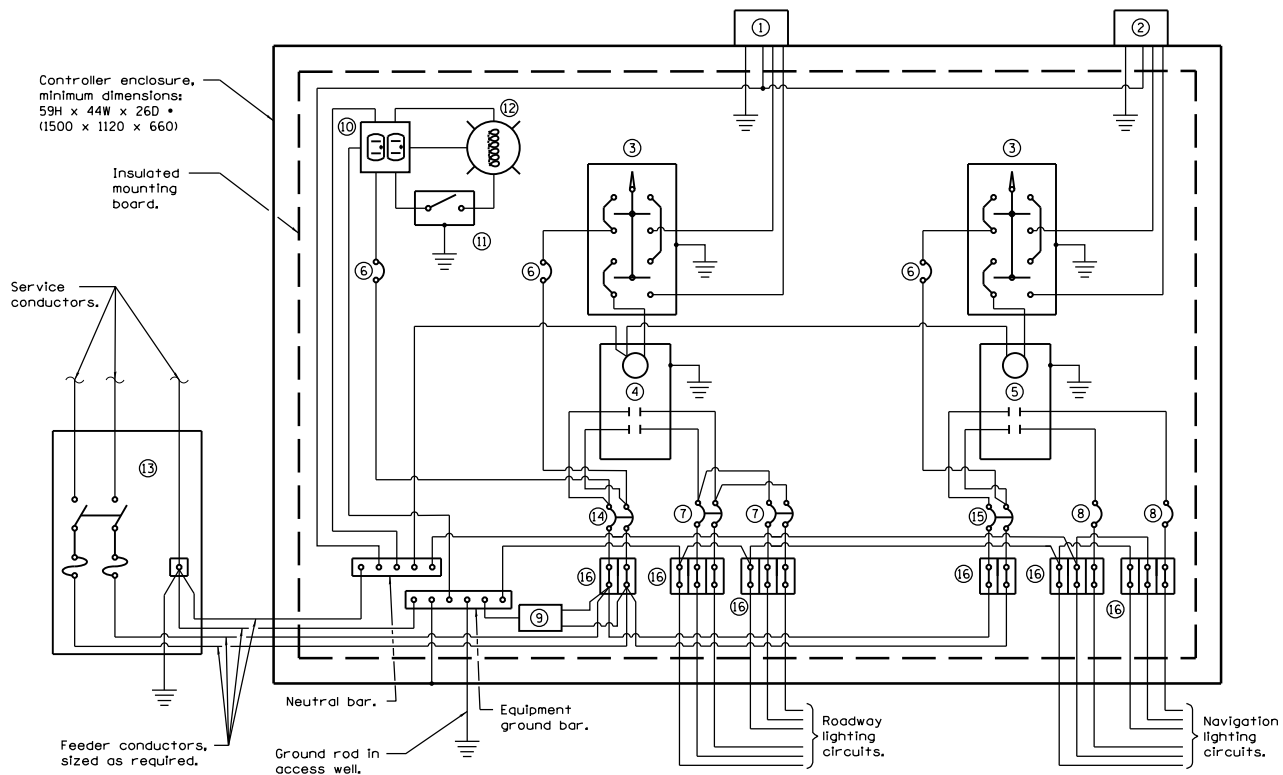 ① ②
Controller enclosure,
minimum dimensions:
59H x 44W x 26D •
(1500 x 1120 x 660)
⑩ ⑫
③ ③
Insulated
mounting
board.
⑪
⑥ ⑥ ⑥
Service
conductors.
④ ⑤
⑬
⑭ ⑦ ⑦ ⑮ ⑧ ⑧
⑯ ⑯ ⑯ ⑯
⑯ ⑯
⑨
Neutral bar.
Equipment
ground bar.
Roadway
lighting
circuits.
Navigation
lighting
circuits.
Feeder conductors,
sized as required.
Ground rod in
access well.